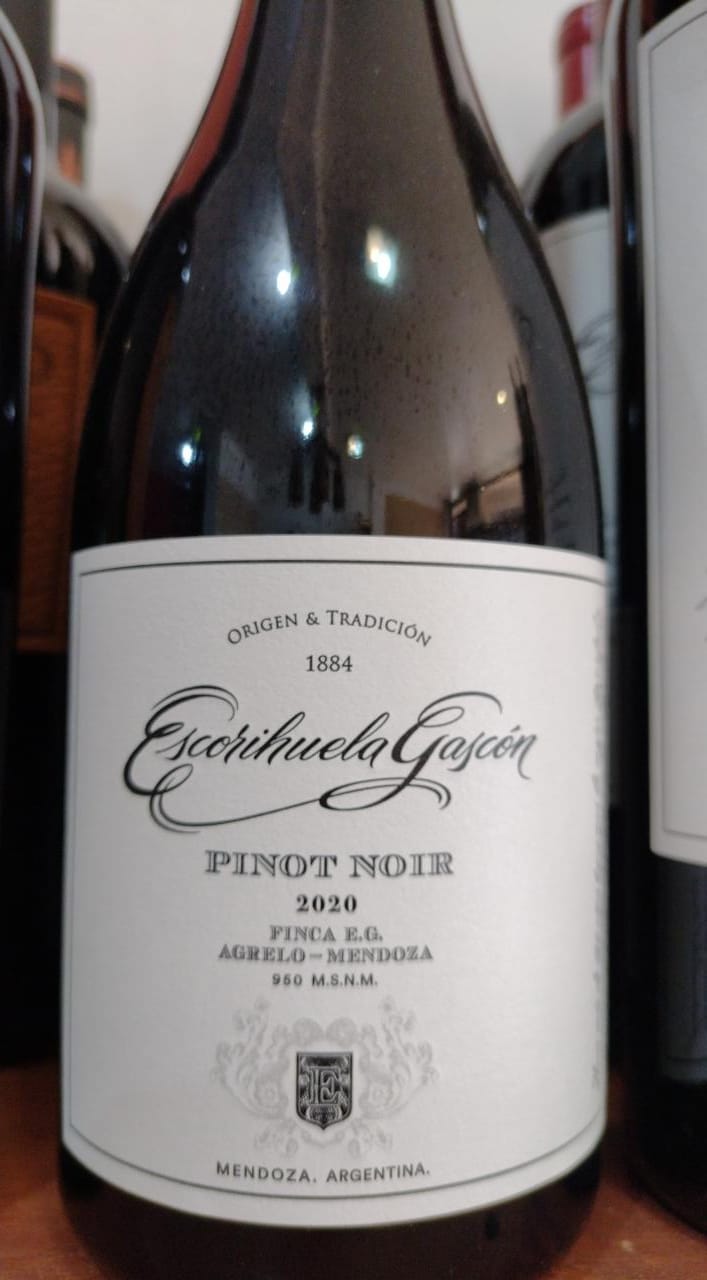 ORIGEN & TRADICIÓN
1884
Escorihuela Gascón
PINOT NOIR
2020
FINCA E.G.
AGRELO-MENDOZA
950 M.S.N.M.
E
MENDOZA, ARGENTINA.